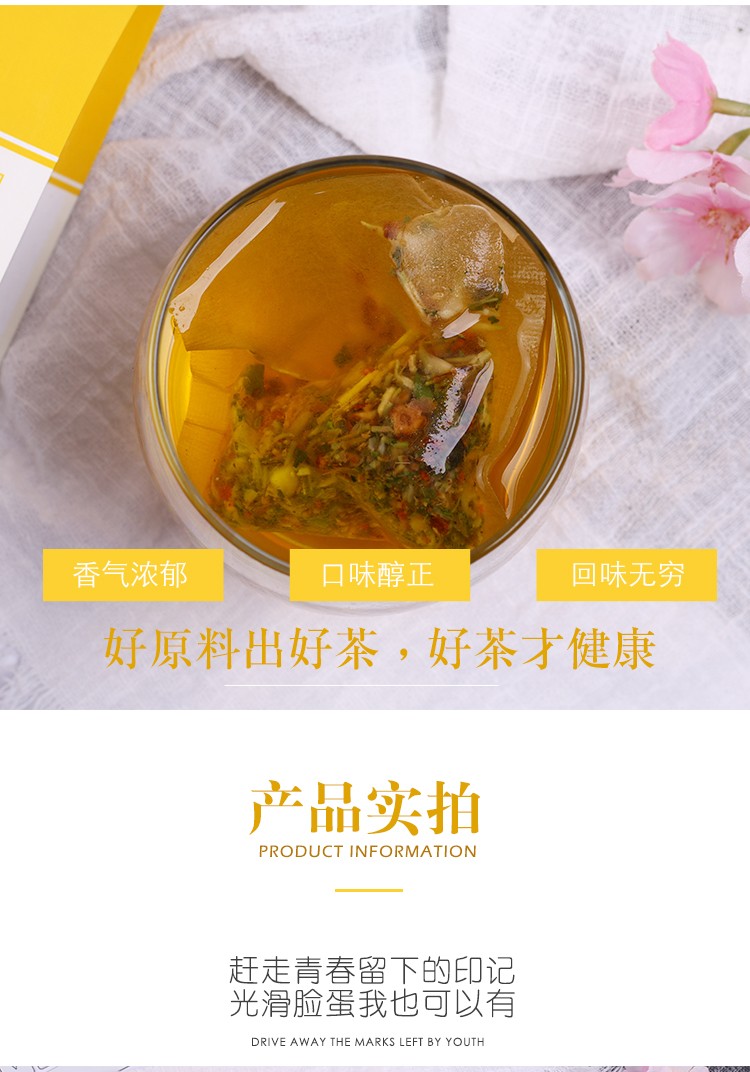 香气浓郁 口味醇正 回味无穷
好原料出好茶，好茶才健康
产品实拍
PRODUCT INFORMATION
赶走青春留下的印记
光滑脸蛋我也可以有
DRIVE AWAY THE MARKS LEFT BY YOUTH